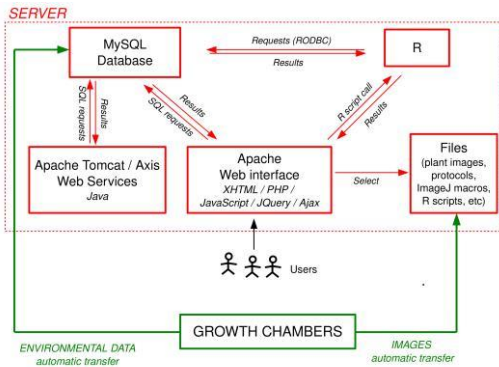 SERVER
MySQL
Database
Requests (RODBC)
Results
R
SQL requests
Results
Results
SQL requests
R script call
Results
Apache Tomcat / Axis
Web Services
Java
Apache
Web interface
XHTML / PHP /
JavaScript / JQuery / Ajax
Select
Files
(plant images,
protocols,
ImageJ macros,
R scripts, etc)
Users
GROWTH CHAMBERS
ENVIRONMENTAL DATA
automatic transfer
IMAGES
automatic transfer